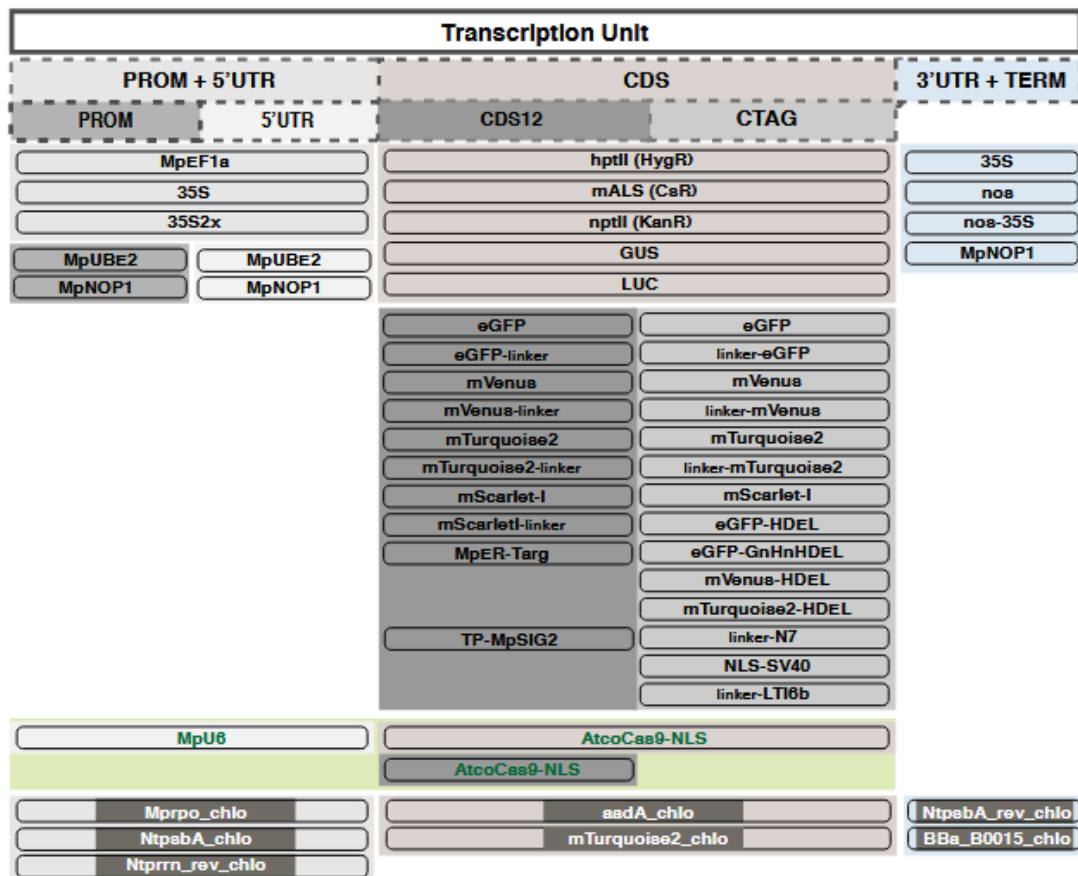 Transcription Unit
PROM + 5'UTR CDS 3'UTR + TERM
PROM 5'UTR CDS12 CTAG
MpEF1a hptII (HygR) 35S
35S mALS (CsR) nos
35S2x nptII (KanR) nos-35S
MpUBE2 MpUBE2 GUS MpNOP1
MpNOP1 MpNOP1 LUC
eGFP eGFP
eGFP-linker linker-eGFP
mVenus mVenus
mVenus-linker linker-mVenus
mTurquoise2 mTurquoise2
mTurquoise2-linker linker-mTurquoise2
mScarlet-I mScarlet-I
mScarletI-linker eGFP-HDEL
MpER-Targ eGFP-GnHnHDEL
mVenus-HDEL
mTurquoise2-HDEL
TP-MpSIG2 linker-N7
NLS-SV40
linker-LTI6b
MpU6 AtcoCas9-NLS
AtcoCas9-NLS
Mprpo_chlo aadA_chlo NtpsbA_rev_chlo
NtpsbA_chlo mTurquoise2_chlo BBa_B0015_chlo
Ntprrn_rev_chlo